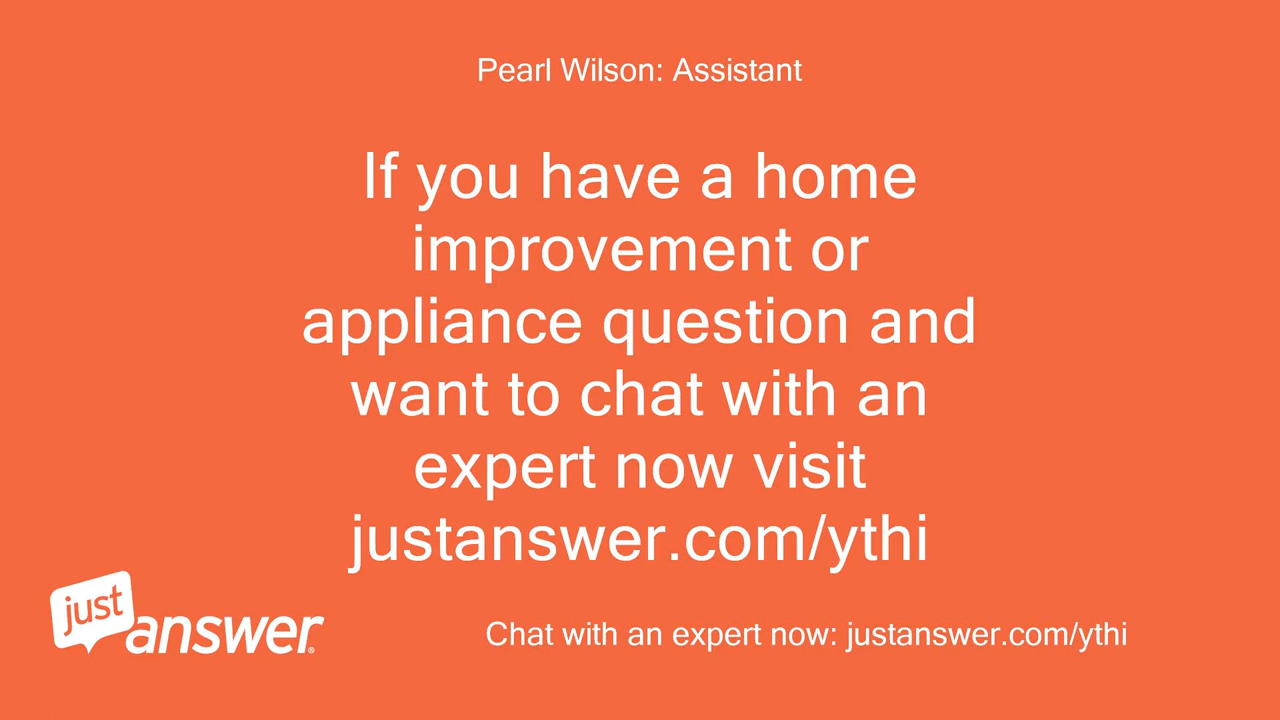 Pearl Wilson: Assistant
If you have a home
improvement or
appliance question and
want to chat with an
expert now visit
justanswer.com/ythi
just
answer®
Chat with an expert now: justanswer.com/ythi